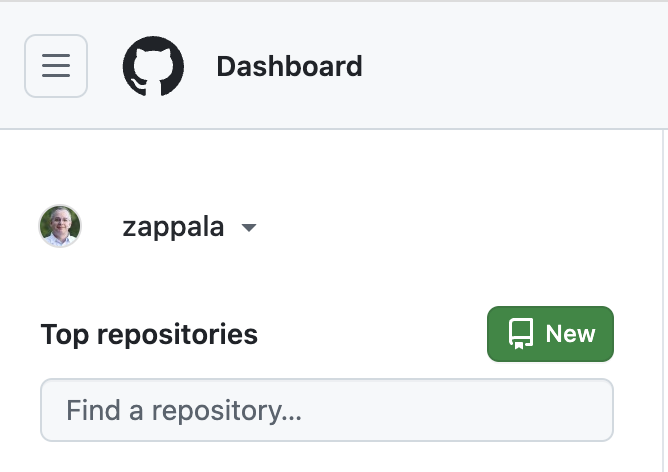 Dashboard
zappala
Top repositories
New
Find a repository...